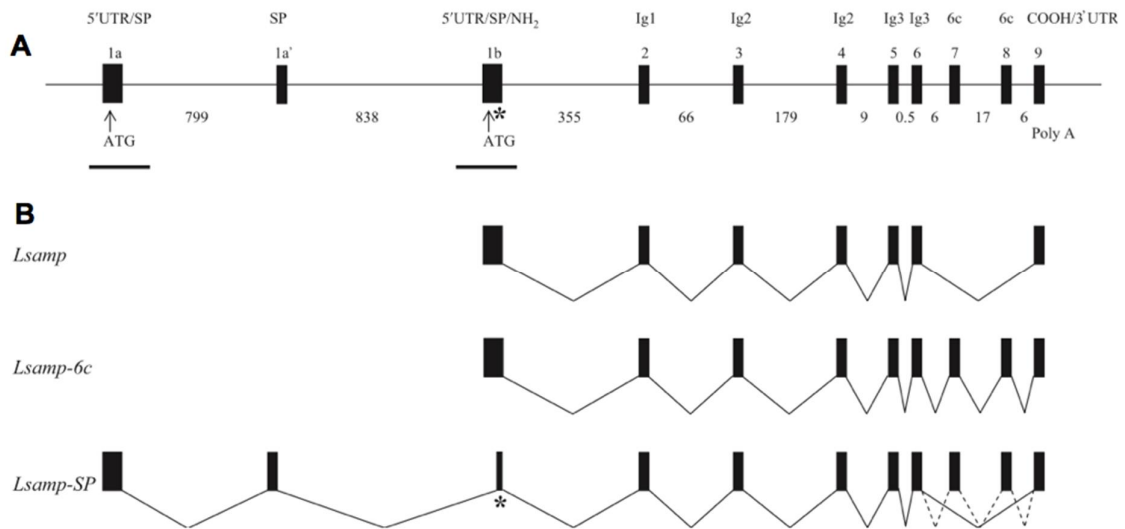 5'UTR/SP SP 5'UTR/SP/NH₂ Ig1 Ig2 Ig2 Ig3 Ig3 6c 6c COOH/3'UTR
A
1a 1a' 1b 2 3 4 5 6 7 8 9
*
799 838 355 66 179 9 0.5 6 17 6
ATG ATG Poly A
B
Lsamp
Lsamp-6c
Lsamp-SP
*